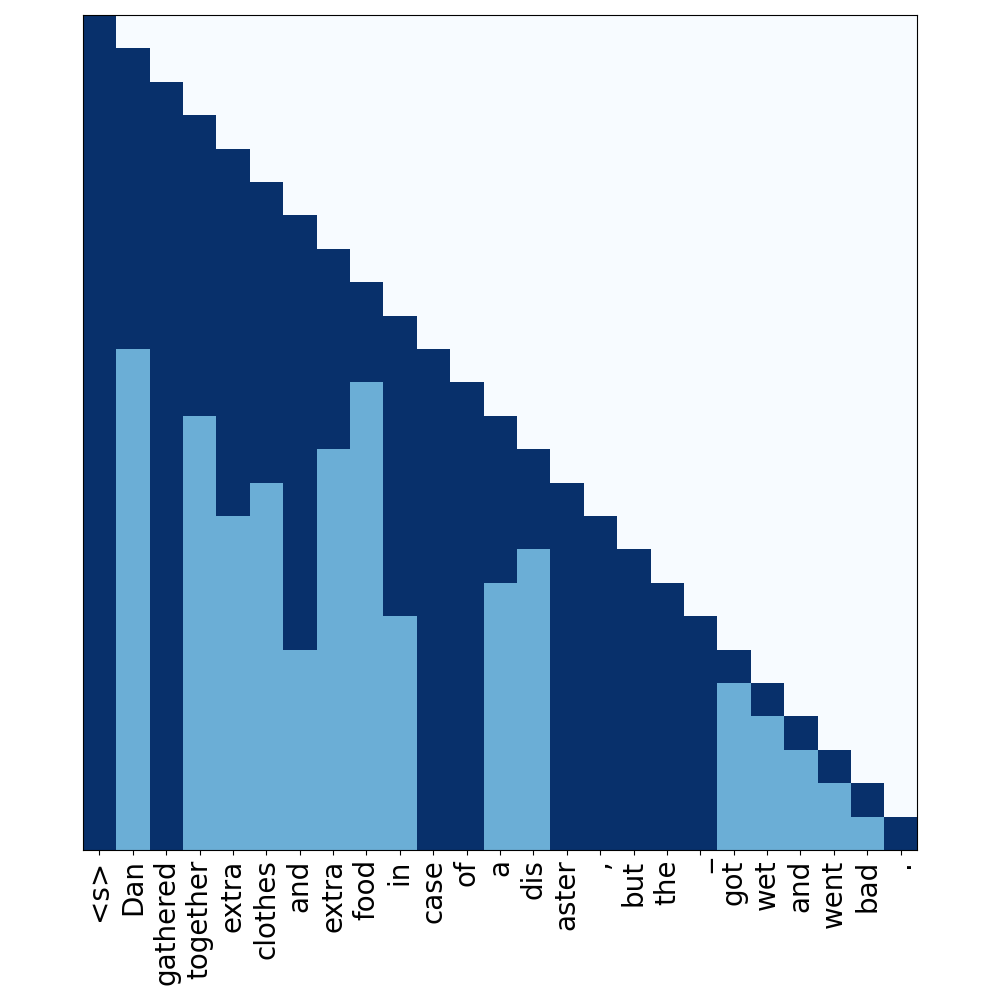 <s> Dan gathered together extra clothes and extra food in case of a dis aster , but the _ got wet and went bad .